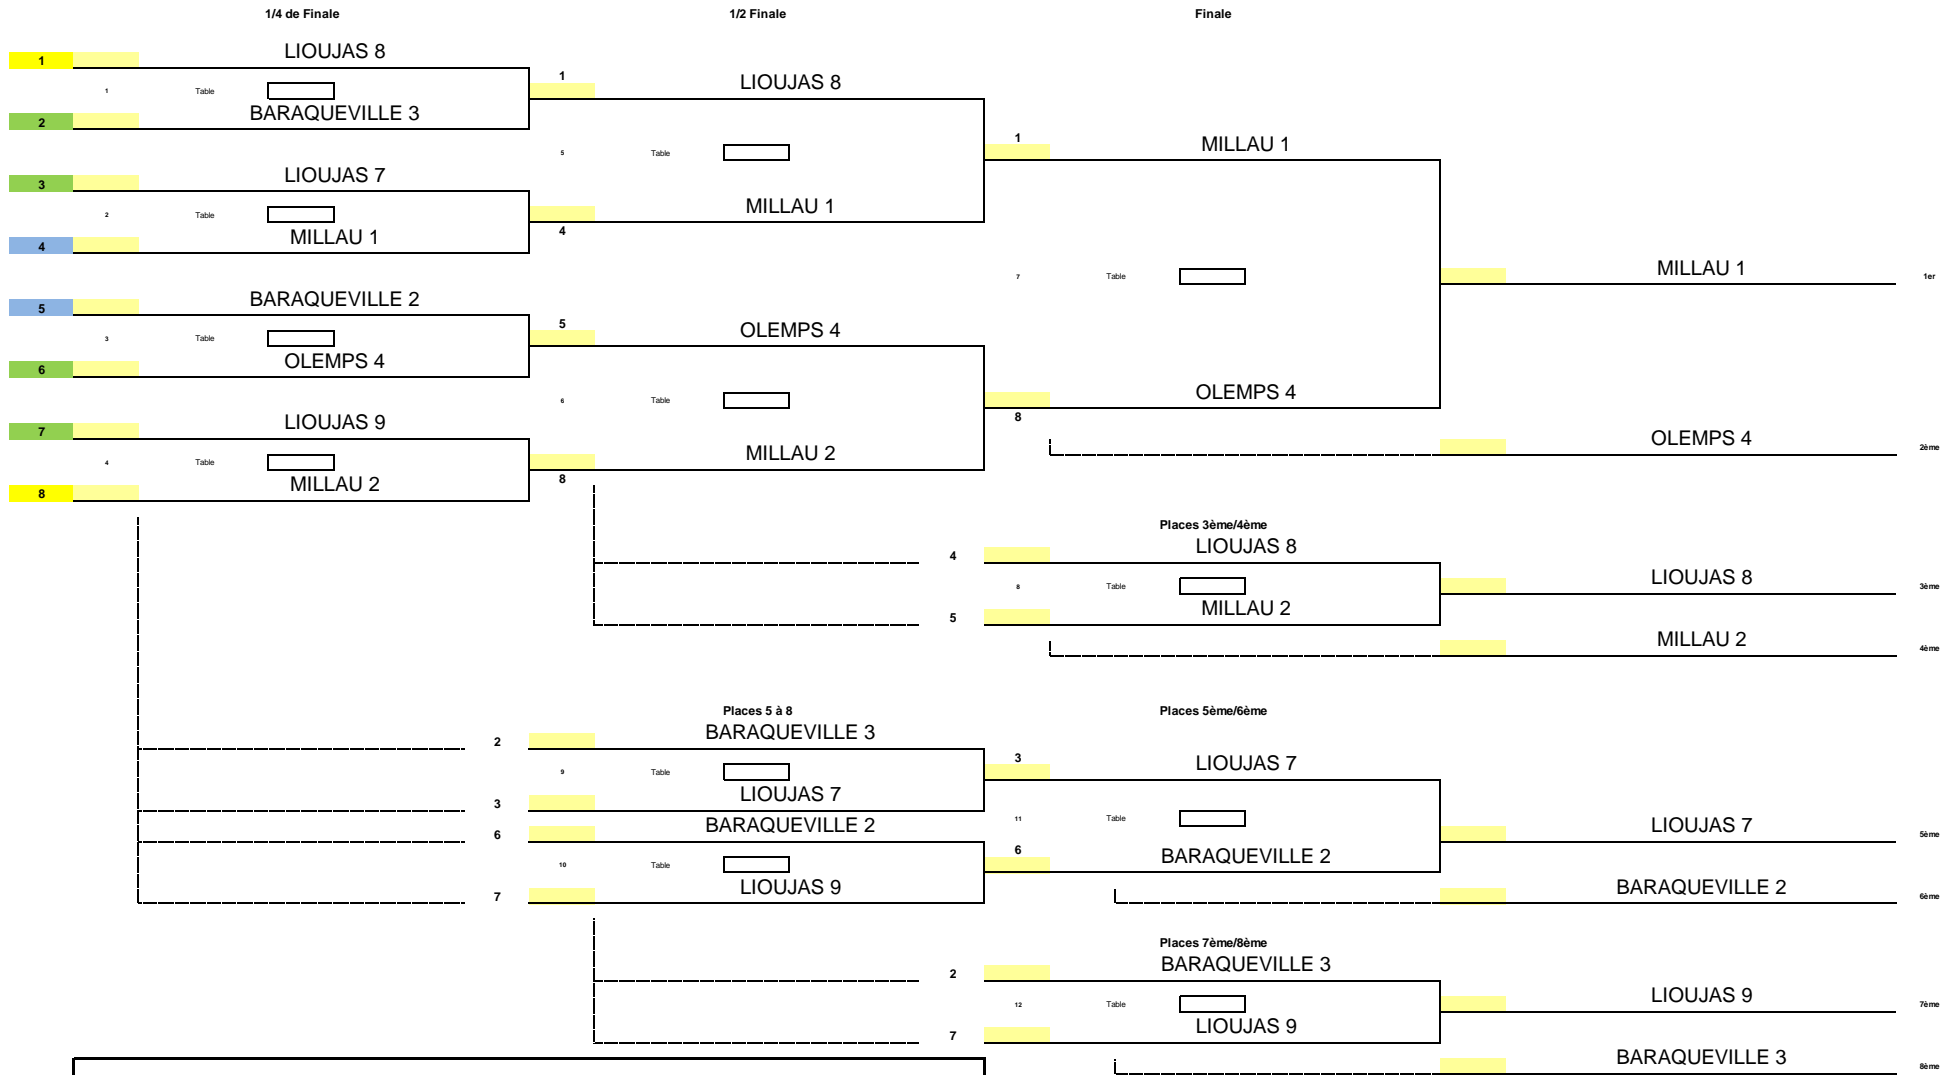 1/4 de Finale 1/2 Finale Finale
LIOUJAS 8
1
1 LIOUJAS 8
1 Table
BARAQUEVILLE 3
2
1 MILLAU 1
5 Table
LIOUJAS 7
3
MILLAU 1
2 Table
4
MILLAU 1
4
MILLAU 1 1er
7 Table
BARAQUEVILLE 2
5
5 OLEMPS 4
3 Table
OLEMPS 4
6
OLEMPS 4
6 Table
8
LIOUJAS 9
7
OLEMPS 4 2ème
MILLAU 2
4 Table
8
MILLAU 2
8
Places 3ème/4ème
LIOUJAS 8
4
LIOUJAS 8 3ème
8 Table
MILLAU 2
5
MILLAU 2 4ème
Places 5 à 8 Places 5ème/6ème
BARAQUEVILLE 3
2
3 LIOUJAS 7
9 Table
LIOUJAS 7
3
11 Table
BARAQUEVILLE 2 LIOUJAS 7 5ème
6
6 BARAQUEVILLE 2
10 Table
LIOUJAS 9
7
BARAQUEVILLE 2 6ème
Places 7ème/8ème
BARAQUEVILLE 3
2
LIOUJAS 9 7ème
12 Table
LIOUJAS 9
7
BARAQUEVILLE 3 8ème